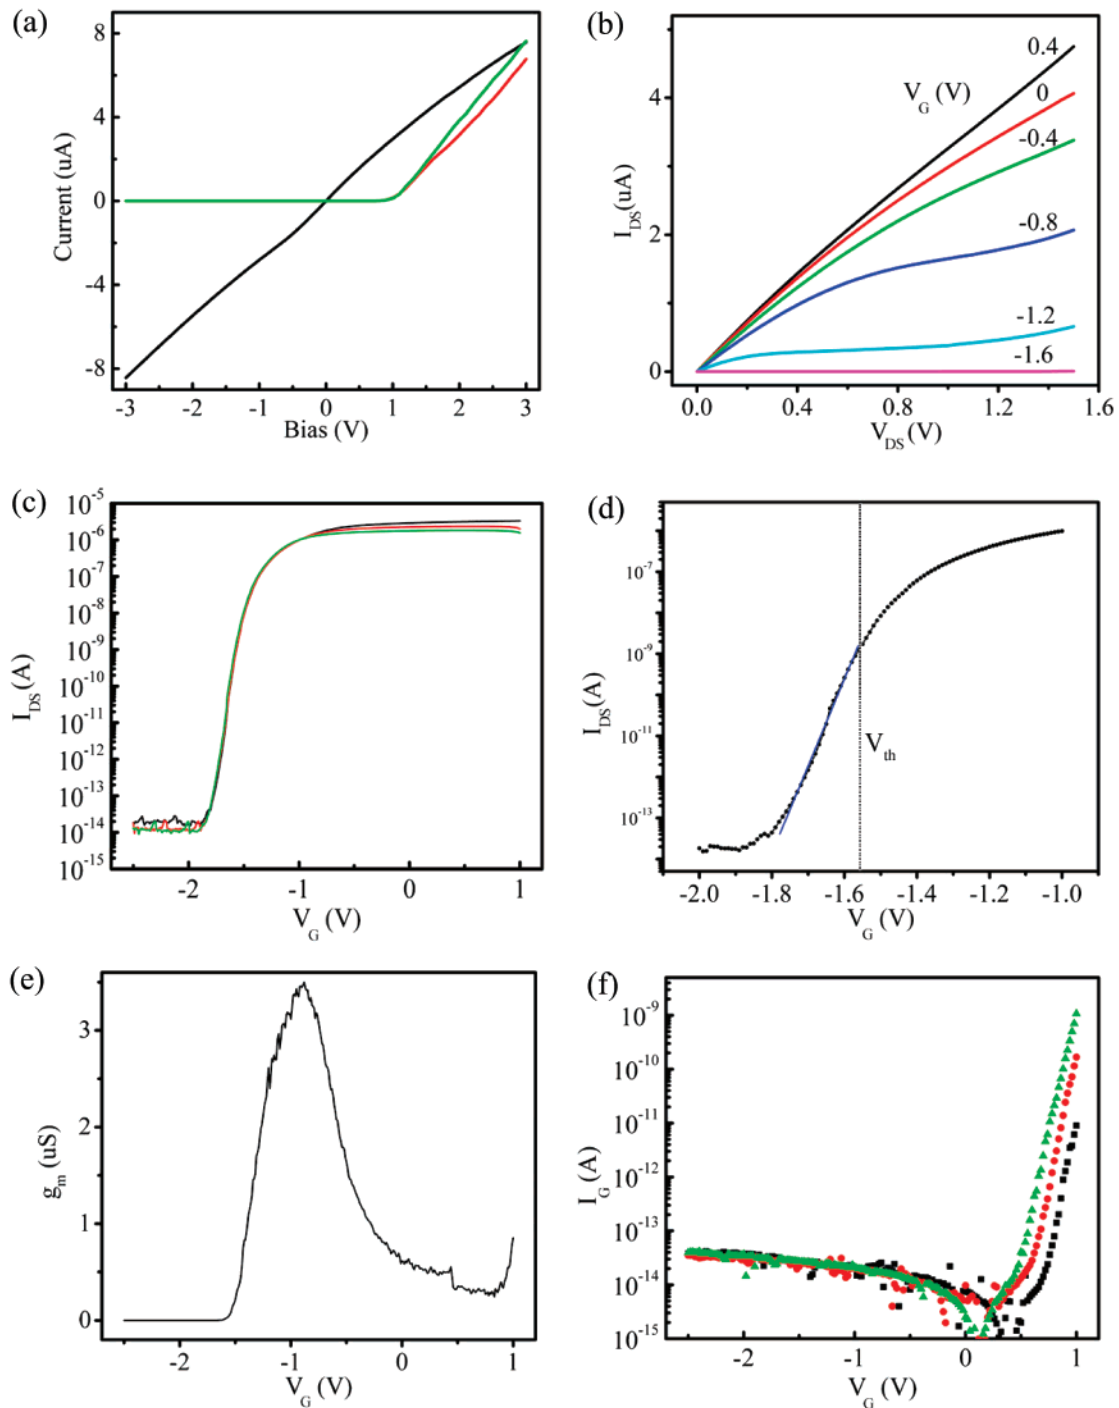 (a)
8
4
0
-4
-8
Current (uA)
-3 -2 -1 0 1 2 3
Bias (V)
(b)
4
2
0
I_DS (uA)
V_G (V)
0.4
0
-0.4
-0.8
-1.2
-1.6
0.0 0.4 0.8 1.2 1.6
V_DS (V)
(c)
10^-5
10^-6
10^-7
10^-8
10^-9
10^-10
10^-11
10^-12
10^-13
10^-14
10^-15
I_DS (A)
-2 -1 0 1
V_G (V)
(d)
10^-7
10^-9
10^-11
10^-13
I_DS (A)
V_th
-2.0 -1.8 -1.6 -1.4 -1.2 -1.0
V_G (V)
(e)
3
2
1
0
g_m (uS)
-2 -1 0 1
V_G (V)
(f)
10^-9
10^-10
10^-11
10^-12
10^-13
10^-14
10^-15
I_G (A)
-2 -1 0 1
V_G (V)